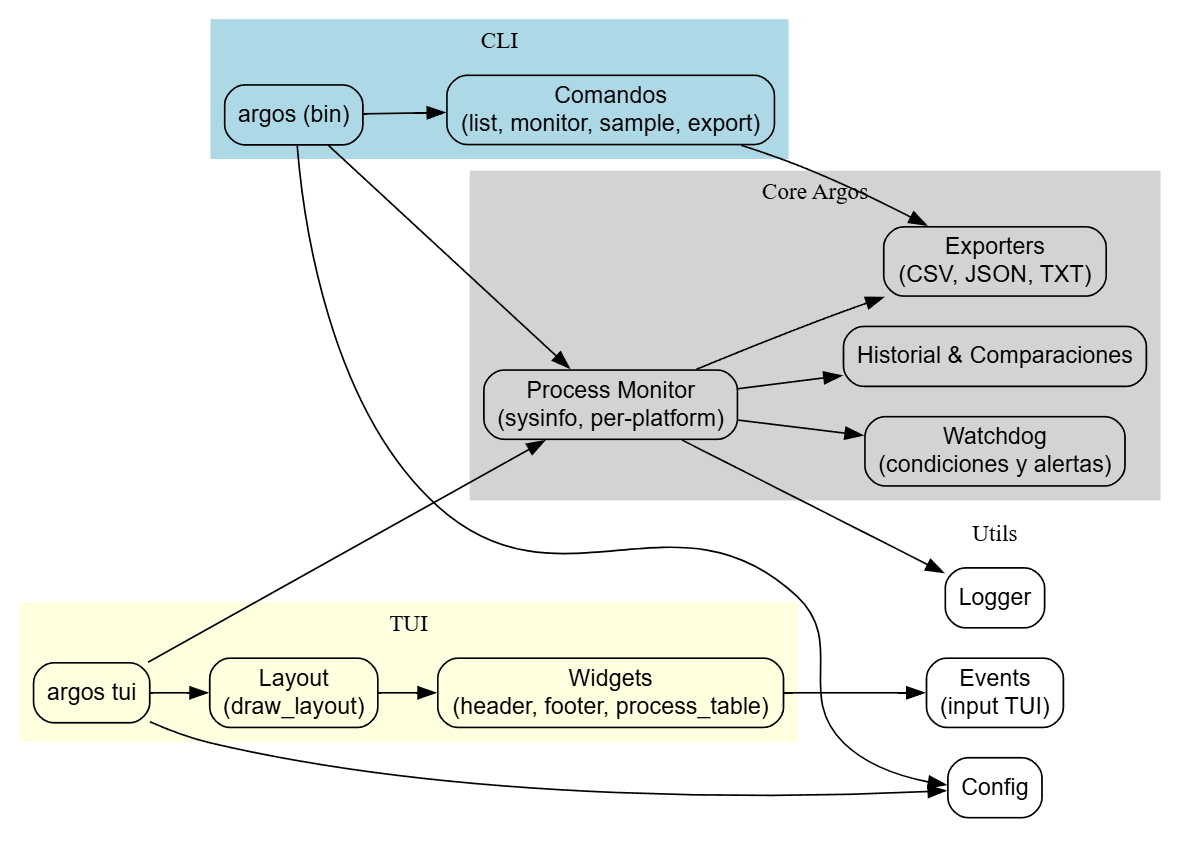 CLI
argos (bin)
Comandos
(list, monitor, sample, export)
Core Argos
Exporters
(CSV, JSON, TXT)
Historial & Comparaciones
Process Monitor
(sysinfo, per-platform)
Watchdog
(condiciones y alertas)
Utils
Logger
TUI
argos tui
Layout
(draw_layout)
Widgets
(header, footer, process_table)
Events
(input TUI)
Config